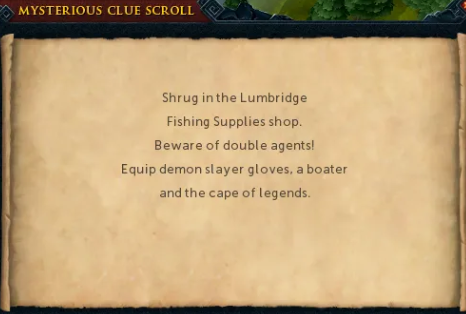 MYSTERIOUS CLUE SCROLL
Shrug in the Lumbridge
Fishing Supplies shop.
Beware of double agents!
Equip demon slayer gloves, a boater
and the cape of legends.